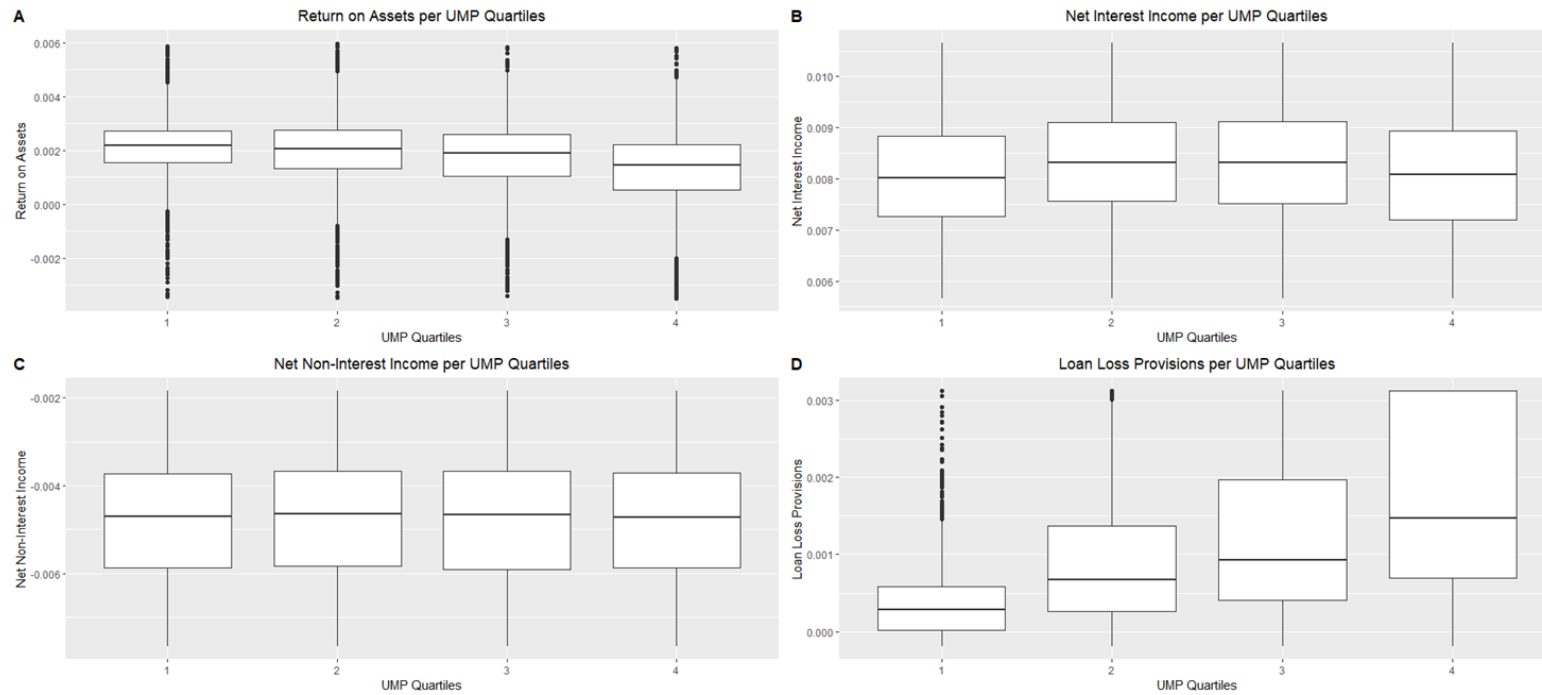 A
Return on Assets per UMP Quartiles
0.006
0.004
0.002
0.000
-0.002
Return on Assets
1 2 3 4
UMP Quartiles
B
Net Interest Income per UMP Quartiles
0.010
0.009
0.008
0.007
0.006
Net Interest Income
1 2 3 4
UMP Quartiles
C
Net Non-Interest Income per UMP Quartiles
-0.002
-0.004
-0.006
Net Non-Interest Income
1 2 3 4
UMP Quartiles
D
Loan Loss Provisions per UMP Quartiles
0.003
0.002
0.001
0.000
Loan Loss Provisions
1 2 3 4
UMP Quartiles